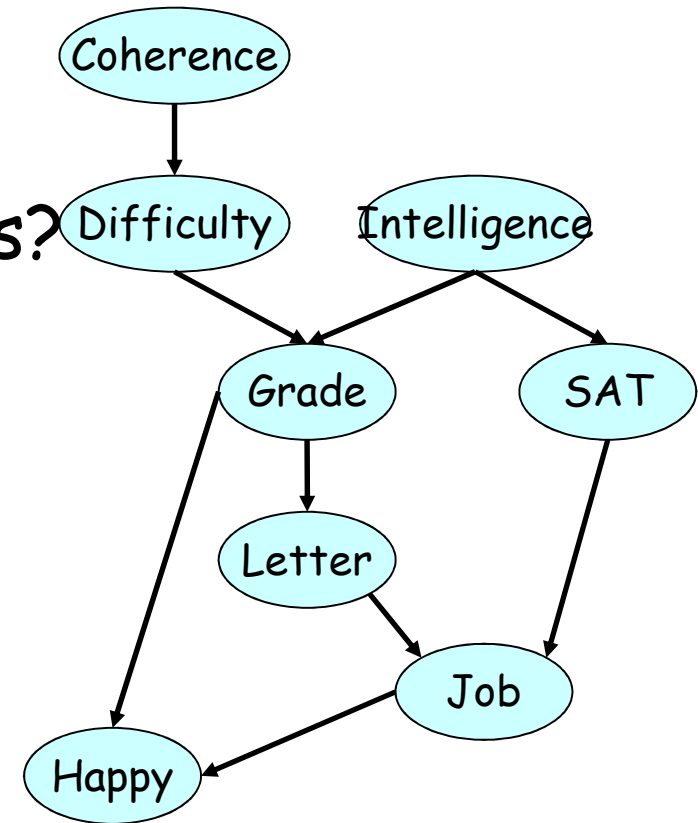 Coherence
s? Difficulty Intelligence
Grade SAT
Letter
Job
Happy